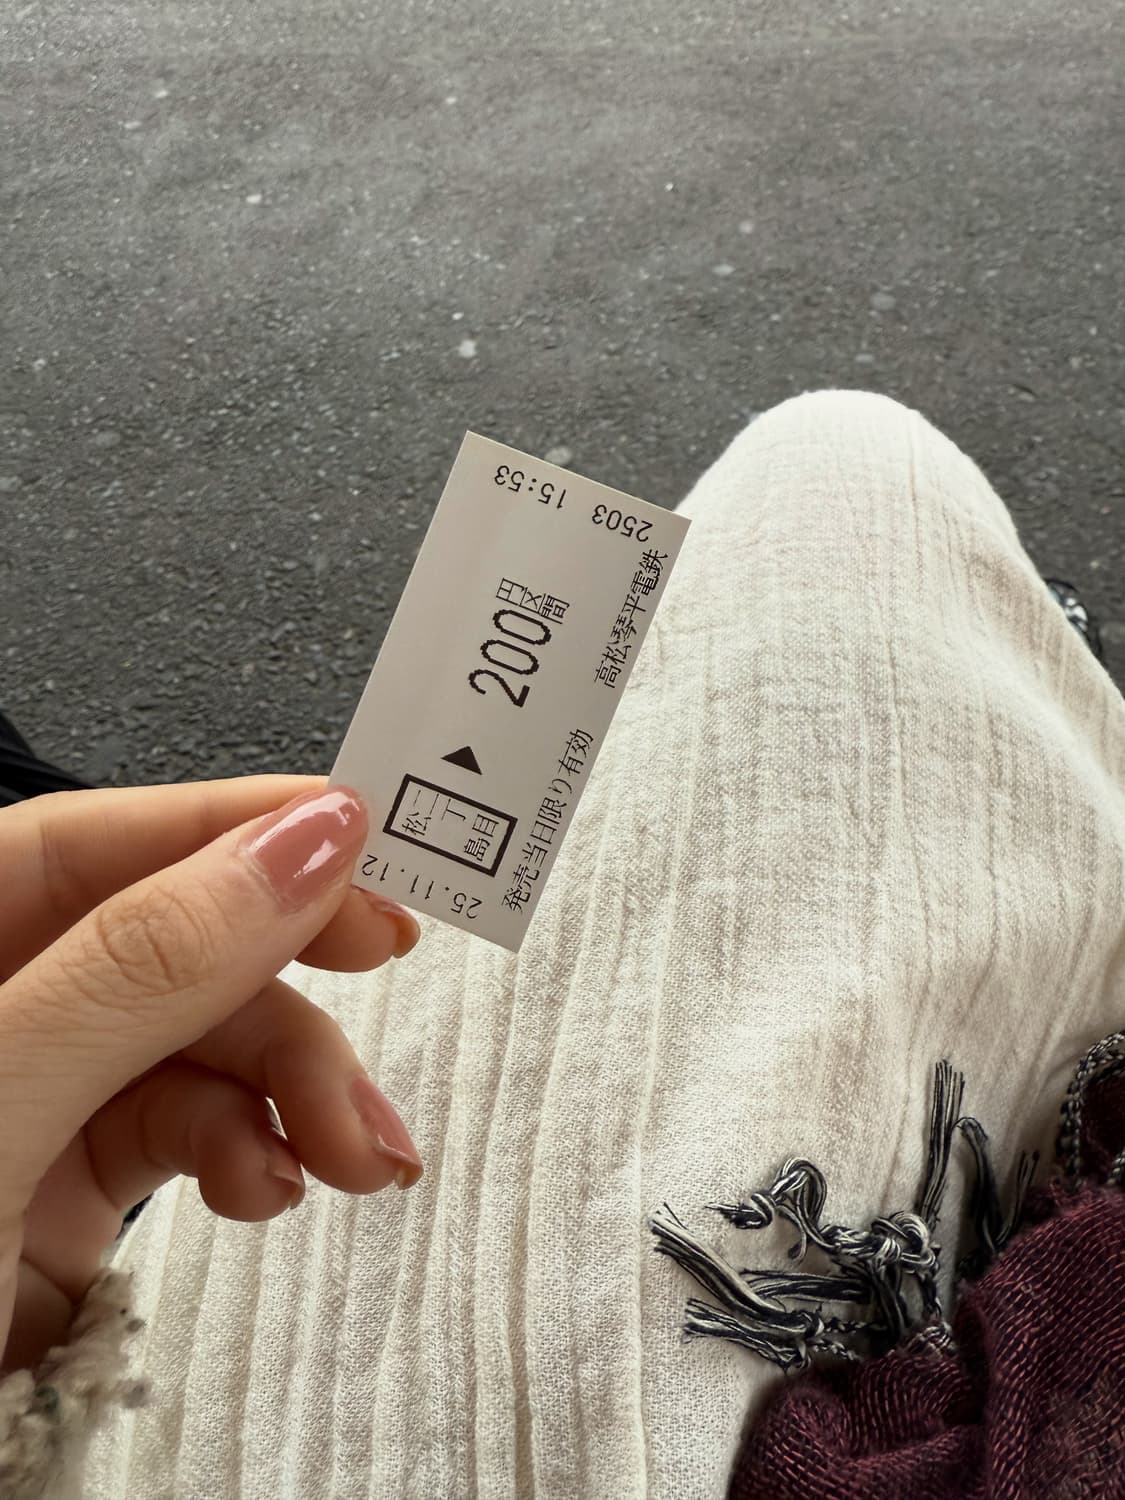 松島
二丁目
▶ 200円区間
発売当日限り有効 高松琴平電鉄
25.11.12
2503 15:53